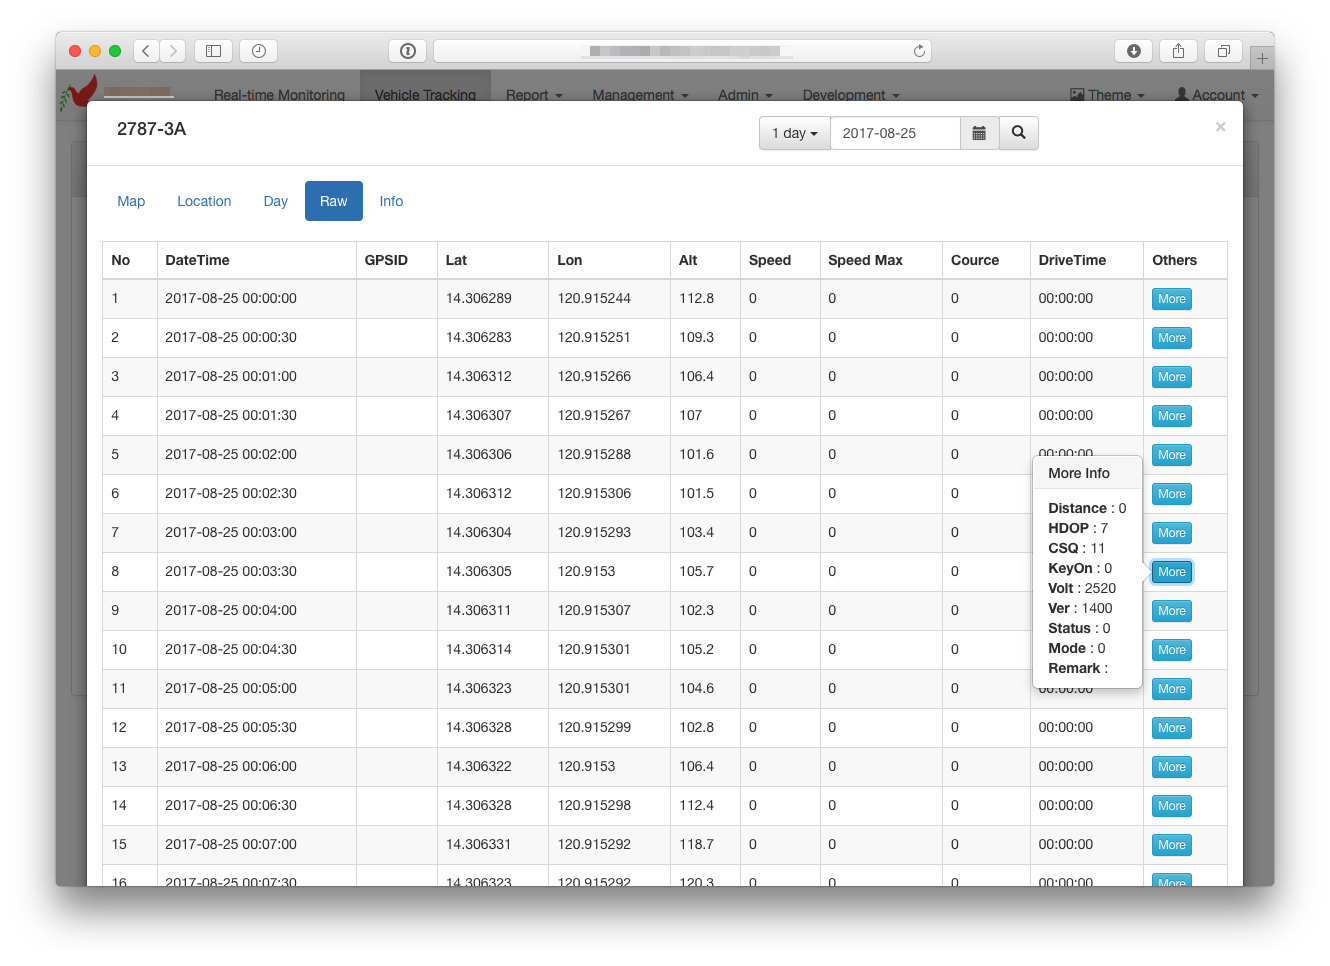 Real-time Monitoring Vehicle Tracking Report Management Admin Development Theme Account
2787-3A 1 day 2017-08-25 ×
Map Location Day Raw Info
No DateTime GPSID Lat Lon Alt Speed Speed Max Cource DriveTime Others
1 2017-08-25 00:00:00 14.306289 120.915244 112.8 0 0 0 00:00:00 More
2 2017-08-25 00:00:30 14.306283 120.915251 109.3 0 0 0 00:00:00 More
3 2017-08-25 00:01:00 14.306312 120.915266 106.4 0 0 0 00:00:00 More
4 2017-08-25 00:01:30 14.306307 120.915267 107 0 0 0 00:00:00 More
5 2017-08-25 00:02:00 14.306306 120.915288 101.6 0 0 0 00:00:00 More
6 2017-08-25 00:02:30 14.306312 120.915306 101.5 0 0 0 More
7 2017-08-25 00:03:00 14.306304 120.915293 103.4 0 0 0 More
8 2017-08-25 00:03:30 14.306305 120.9153 105.7 0 0 0 More
9 2017-08-25 00:04:00 14.306311 120.915307 102.3 0 0 0 More
10 2017-08-25 00:04:30 14.306314 120.915301 105.2 0 0 0 More
11 2017-08-25 00:05:00 14.306323 120.915301 104.6 0 0 0 00:00:00 More
12 2017-08-25 00:05:30 14.306328 120.915299 102.8 0 0 0 00:00:00 More
13 2017-08-25 00:06:00 14.306322 120.9153 106.4 0 0 0 00:00:00 More
14 2017-08-25 00:06:30 14.306328 120.915298 112.4 0 0 0 00:00:00 More
15 2017-08-25 00:07:00 14.306331 120.915292 118.7 0 0 0 00:00:00 More
16 2017-08-25 00:07:30 14.306323 120.915292 120.3 0 0 0 00:00:00 More
More Info
Distance : 0
HDOP : 7
CSQ : 11
KeyOn : 0
Volt : 2520
Ver : 1400
Status : 0
Mode : 0
Remark :